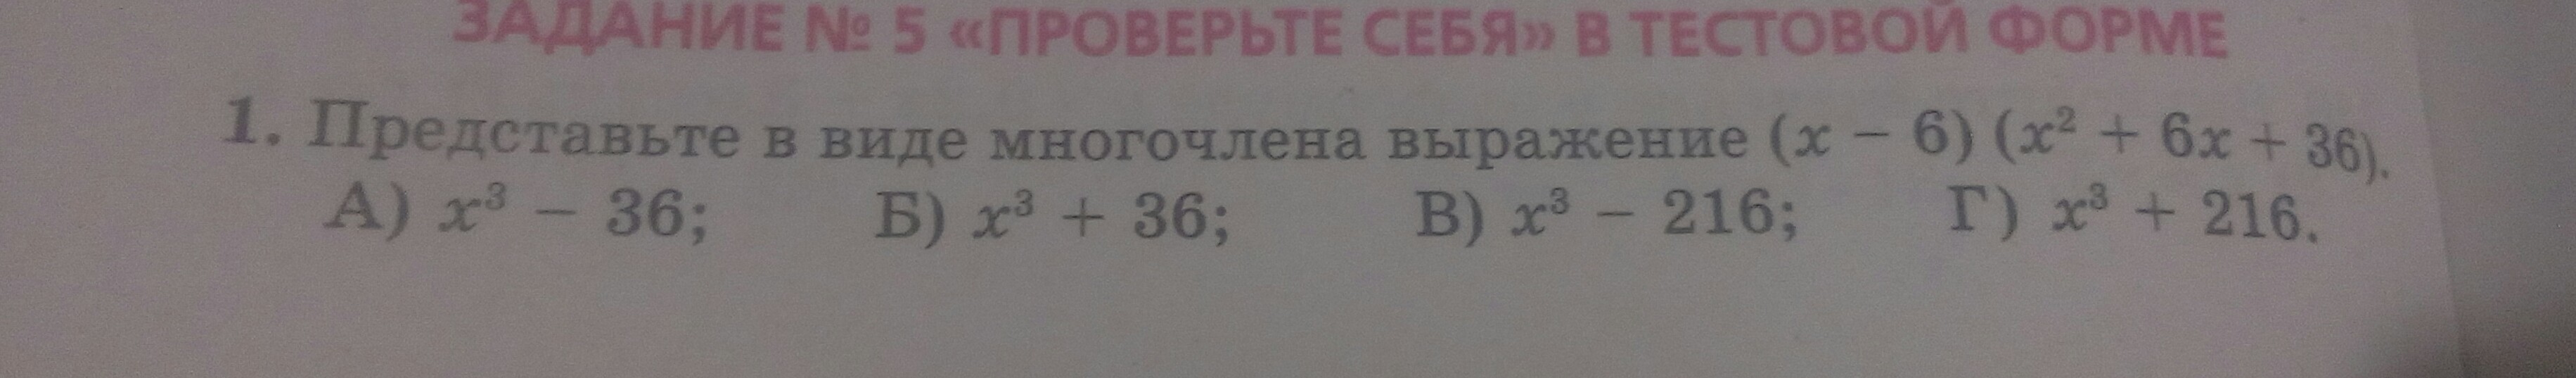 ЗАДАНИЕ № 5 «ПРОВЕРЬТЕ СЕБЯ» В ТЕСТОВОЙ ФОРМЕ
1. Представьте в виде многочлена выражение (x − 6) (x² + 6x + 36).
А) x³ − 36; Б) x³ + 36; В) x³ − 216; Г) x³ + 216.